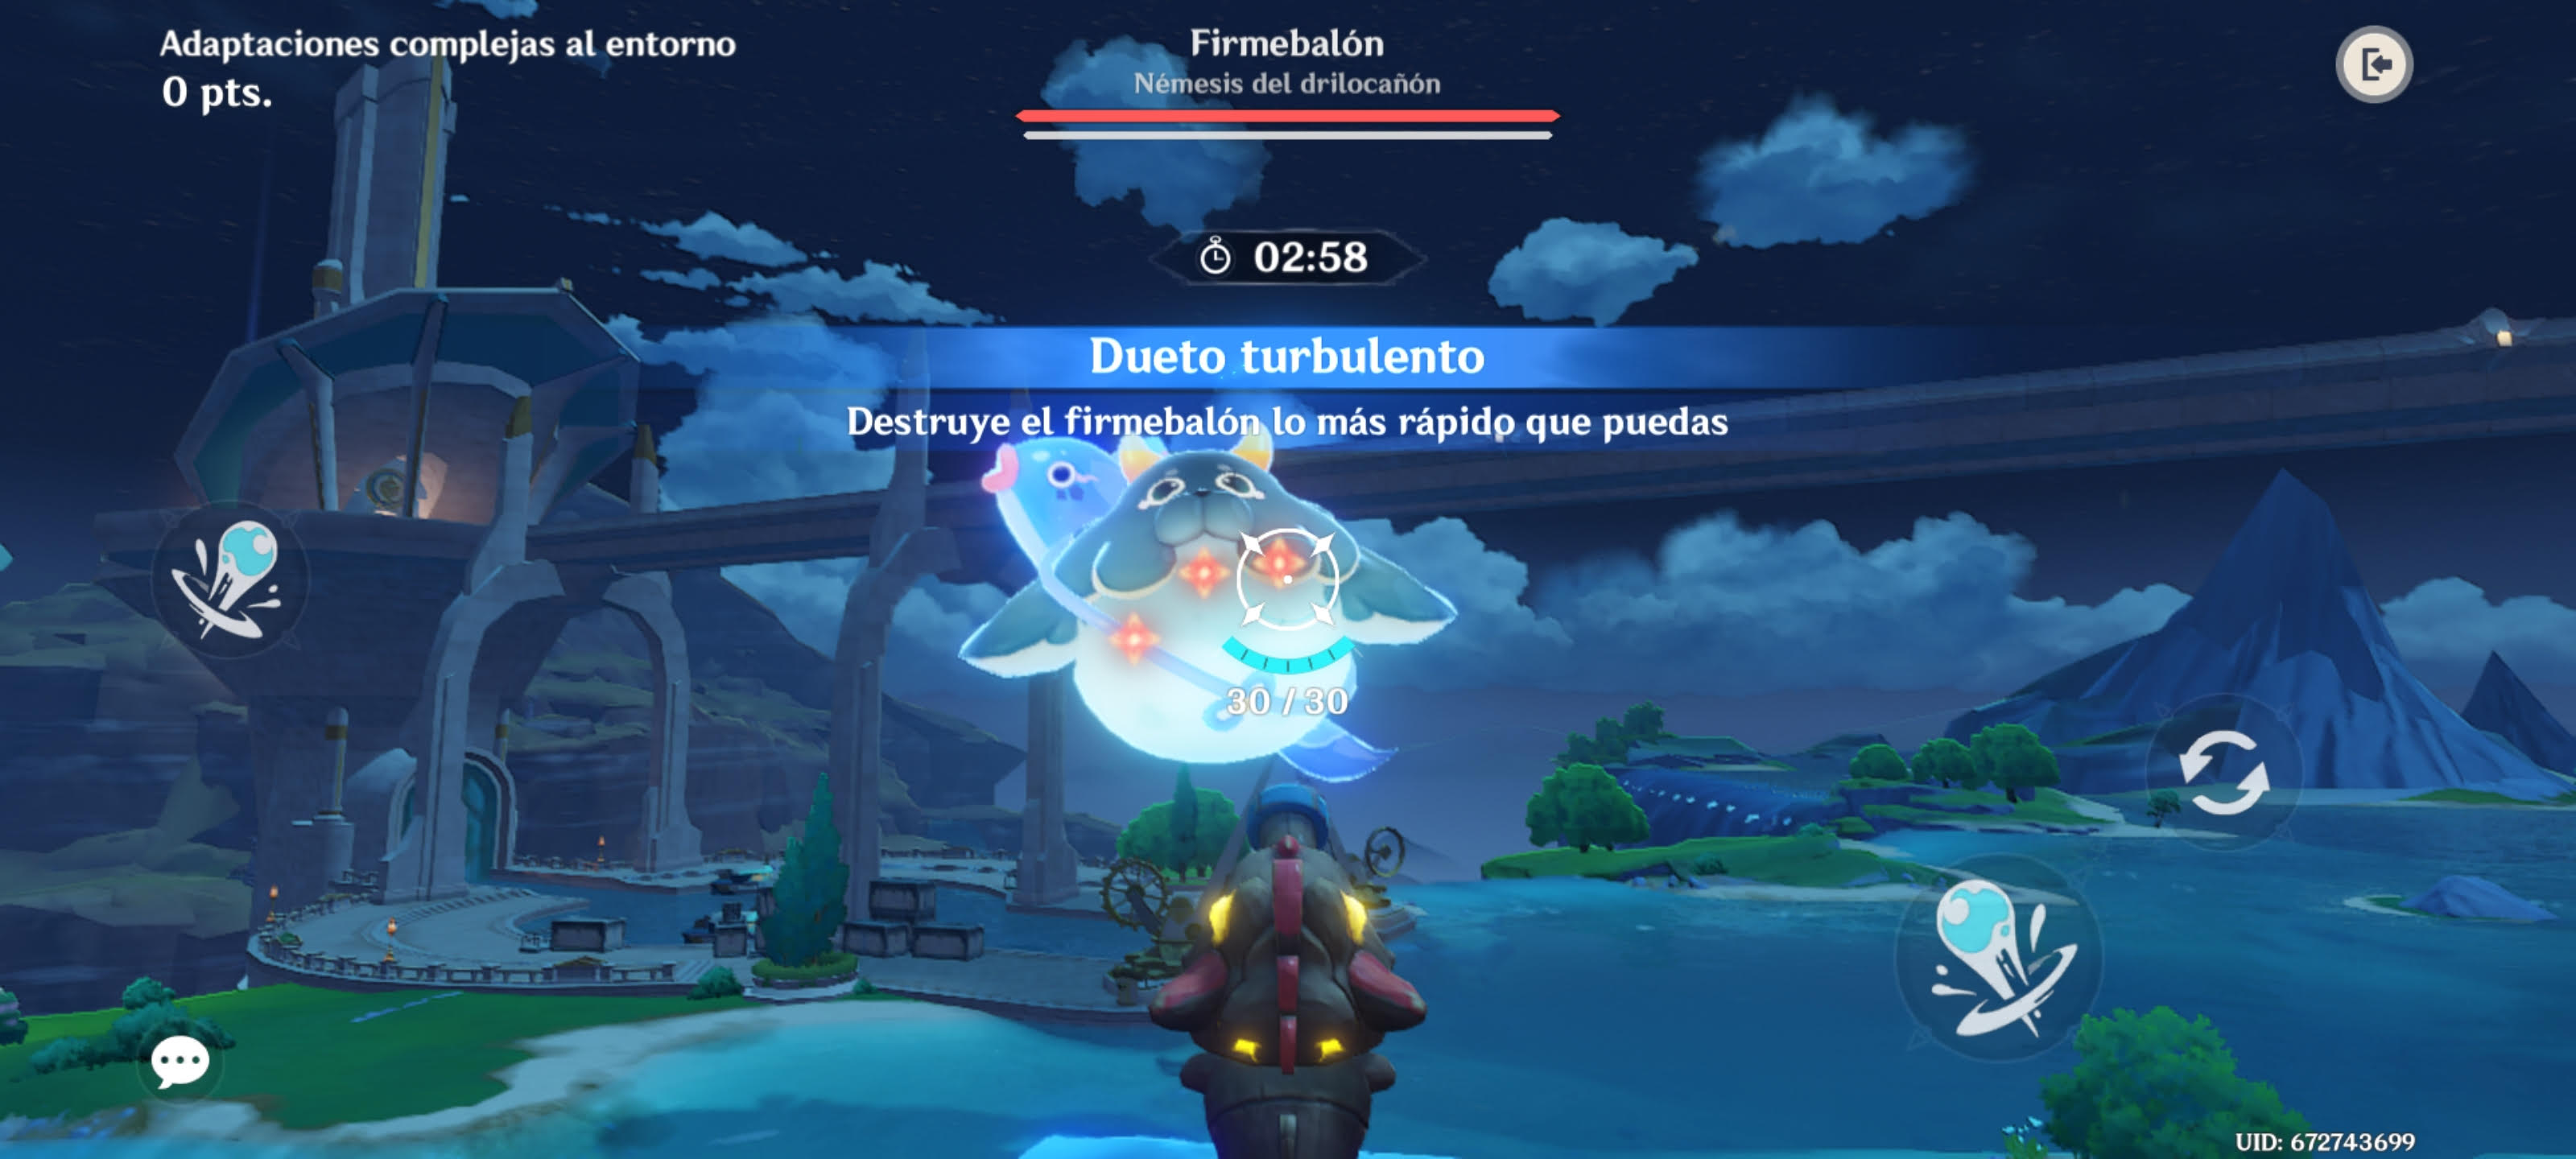 Adaptaciones complejas al entorno
0 pts.
Firmebalón
Némesis del drilocañón
02:58
Dueto turbulento
Destruye el firmebalón lo más rápido que puedas
30 / 30
UID: 672743699